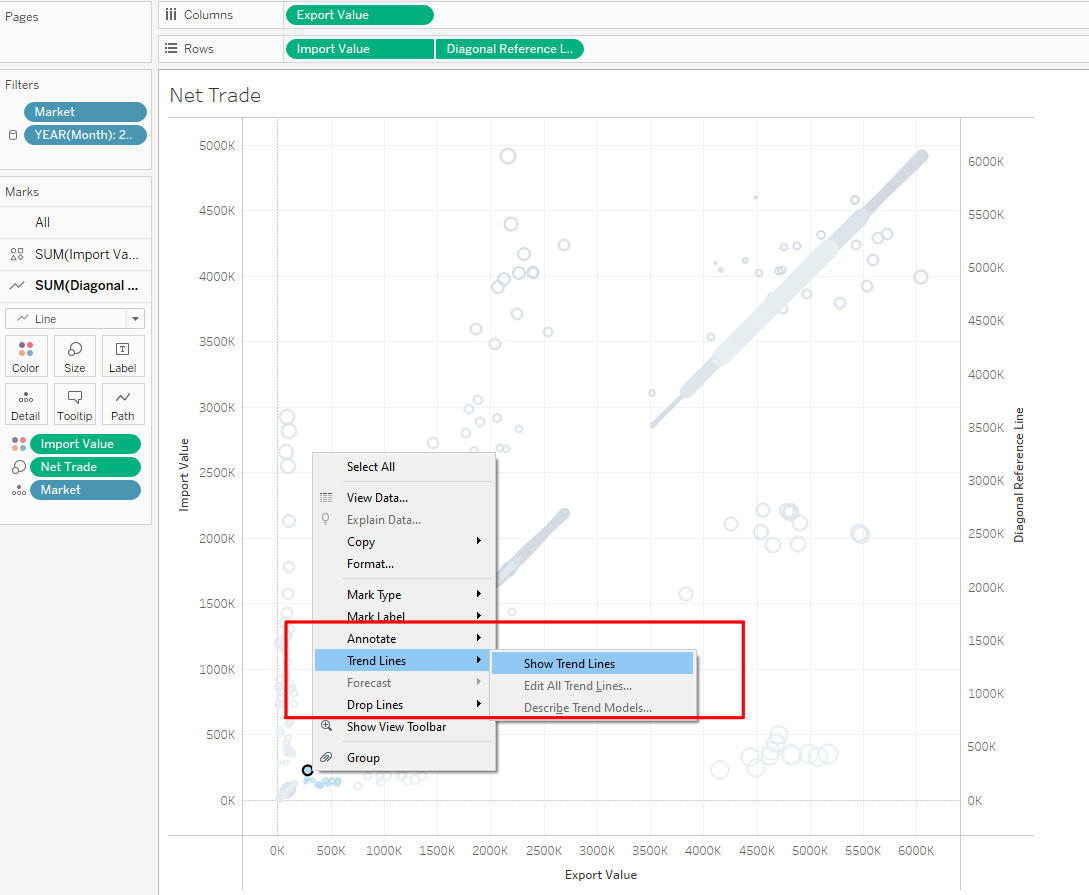 Pages
Columns
Export Value
Rows
Import Value
Diagonal Reference L..
Filters
Market
YEAR(Month): 2..
Marks
All
SUM(Import Va...
SUM(Diagonal ...
Line
Color
Size
Label
Detail
Tooltip
Path
Import Value
Net Trade
Market
Net Trade
5000K
4500K
4000K
3500K
3000K
2500K
2000K
1500K
1000K
500K
0K
Import Value
6000K
5500K
5000K
4500K
4000K
3500K
3000K
2500K
2000K
1500K
1000K
500K
0K
Diagonal Reference Line
Select All
View Data...
Explain Data...
Copy
Format...
Mark Type
Mark Label
Annotate
Trend Lines
Forecast
Drop Lines
Show View Toolbar
Group
Show Trend Lines
Edit All Trend Lines...
Describe Trend Models...
0K 500K 1000K 1500K 2000K 2500K 3000K 3500K 4000K 4500K 5000K 5500K 6000K
Export Value